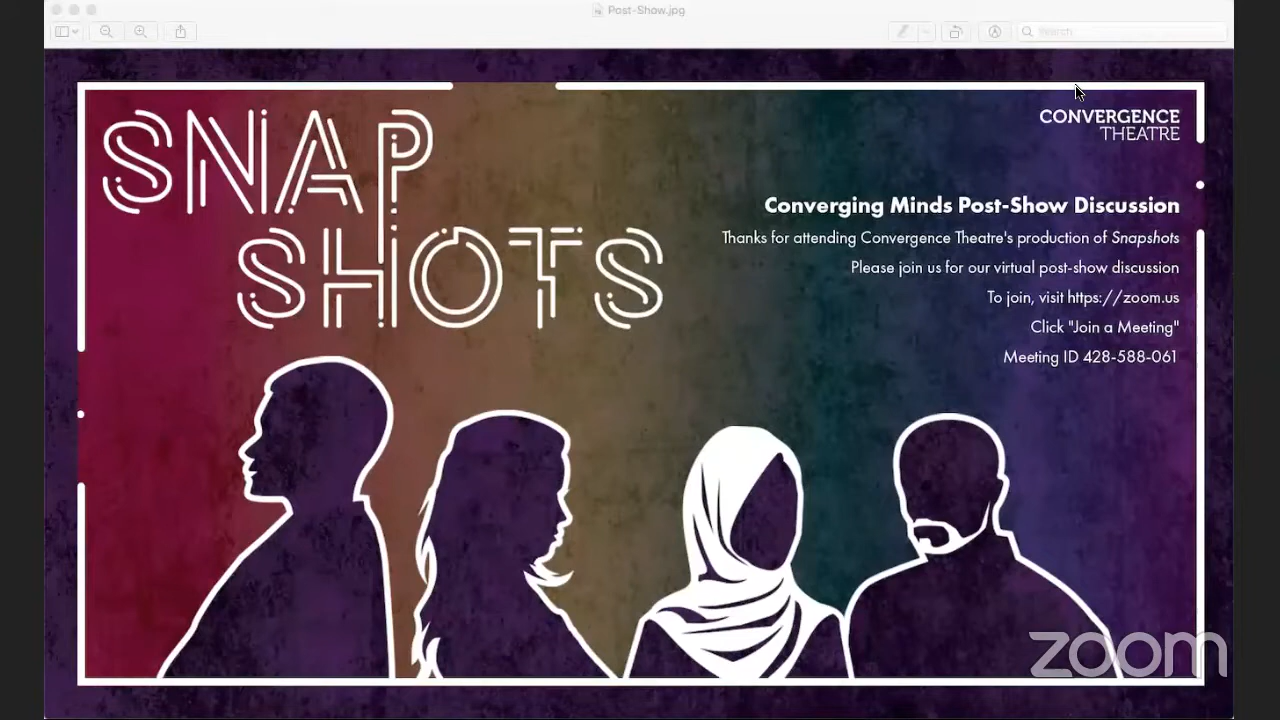 Post-Show.jpg
Search
SNAP
SHOTS
CONVERGENCE
THEATRE
Converging Minds Post-Show Discussion
Thanks for attending Convergence Theatre's production of Snapshots
Please join us for our virtual post-show discussion
To join, visit https://zoom.us
Click "Join a Meeting"
Meeting ID 428-588-061
zoom